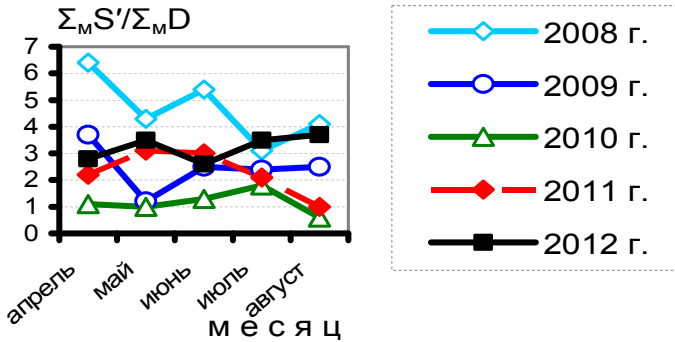 ΣмS′/ΣмD
7
6
5
4
3
2
1
0
апрель
май
июнь
июль
август
м е с я ц
2008 г.
2009 г.
2010 г.
2011 г.
2012 г.